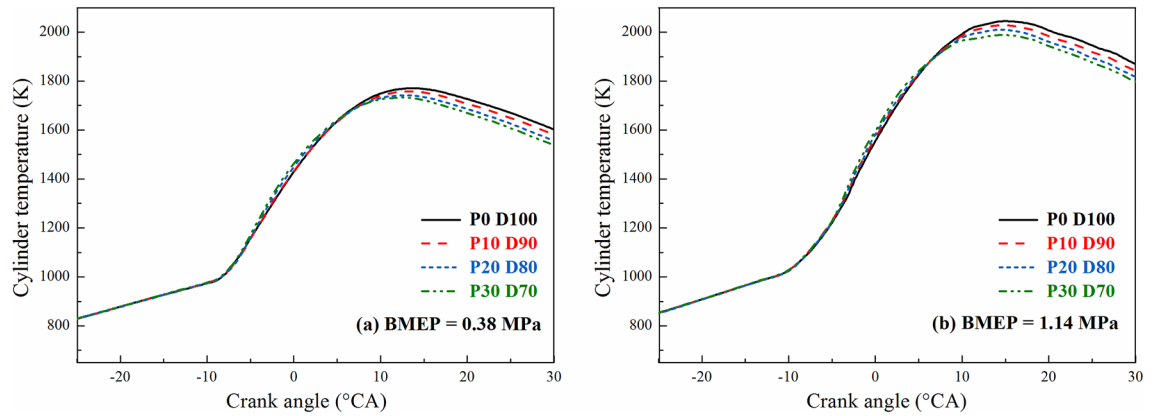 2000
1800
1600
1400
1200
1000
800
Cylinder temperature (K)
P0 D100
P10 D90
P20 D80
P30 D70
(a) BMEP = 0.38 MPa
-20 -10 0 10 20 30
Crank angle (°CA)
2000
1800
1600
1400
1200
1000
800
Cylinder temperature (K)
P0 D100
P10 D90
P20 D80
P30 D70
(b) BMEP = 1.14 MPa
-20 -10 0 10 20 30
Crank angle (°CA)